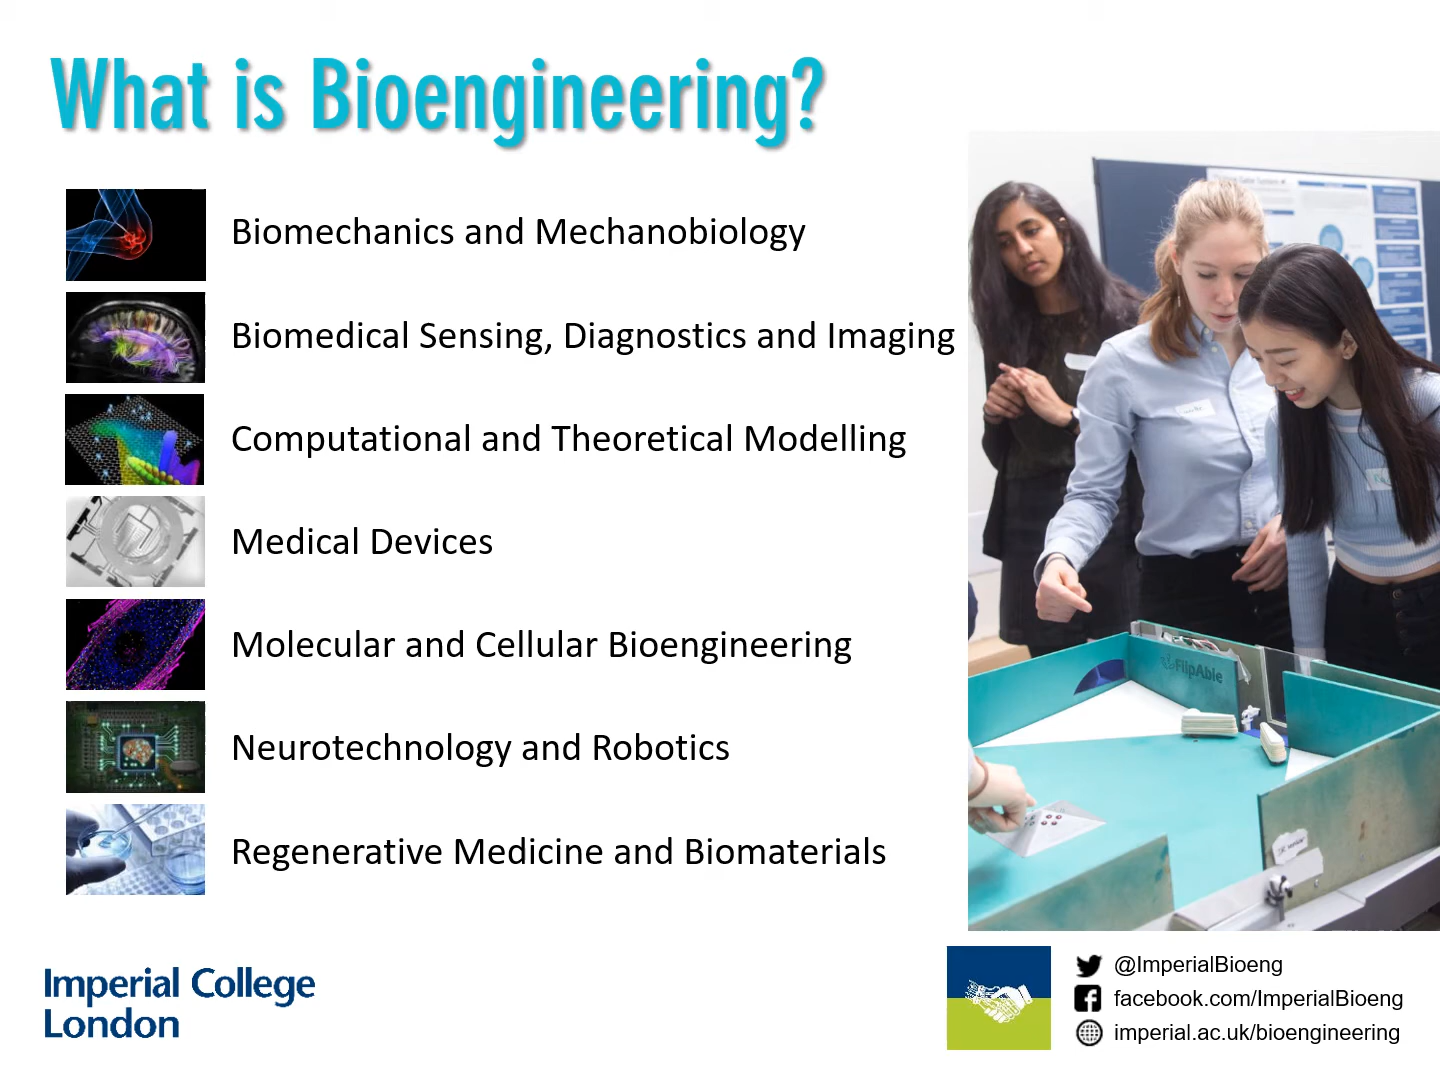 What is Bioengineering?
Biomechanics and Mechanobiology
Biomedical Sensing, Diagnostics and Imaging
Computational and Theoretical Modelling
Medical Devices
Molecular and Cellular Bioengineering
Neurotechnology and Robotics
Regenerative Medicine and Biomaterials
FlipAble
Imperial College
London
@ImperialBioeng
facebook.com/ImperialBioeng
imperial.ac.uk/bioengineering